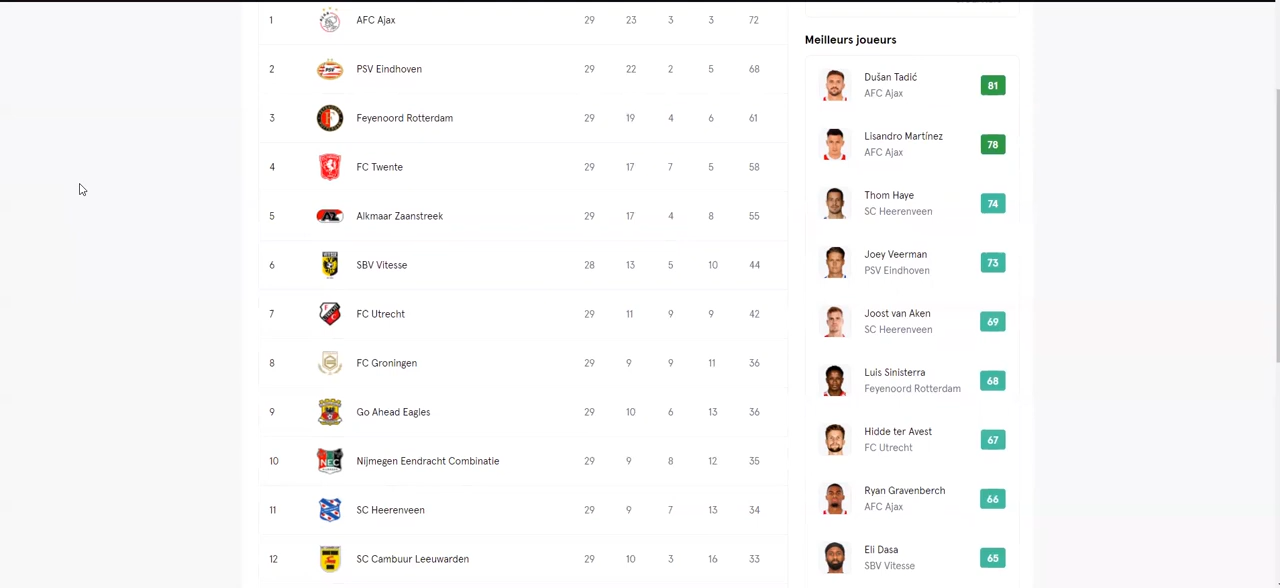 1 AFC Ajax 29 23 3 3 72
2 PSV Eindhoven 29 22 2 5 68
3 Feyenoord Rotterdam 29 19 4 6 61
4 FC Twente 29 17 7 5 58
5 Alkmaar Zaanstreek 29 17 4 8 55
6 SBV Vitesse 28 13 5 10 44
7 FC Utrecht 29 11 9 9 42
8 FC Groningen 29 9 9 11 36
9 Go Ahead Eagles 29 10 6 13 36
10 Nijmegen Eendracht Combinatie 29 9 8 12 35
11 SC Heerenveen 29 9 7 13 34
12 SC Cambuur Leeuwarden 29 10 3 16 33
Meilleurs joueurs
Dušan Tadić 81
AFC Ajax
Lisandro Martínez 78
AFC Ajax
Thom Haye 74
SC Heerenveen
Joey Veerman 73
PSV Eindhoven
Joost van Aken 69
SC Heerenveen
Luis Sinisterra 68
Feyenoord Rotterdam
Hidde ter Avest 67
FC Utrecht
Ryan Gravenberch 66
AFC Ajax
Eli Dasa 65
SBV Vitesse